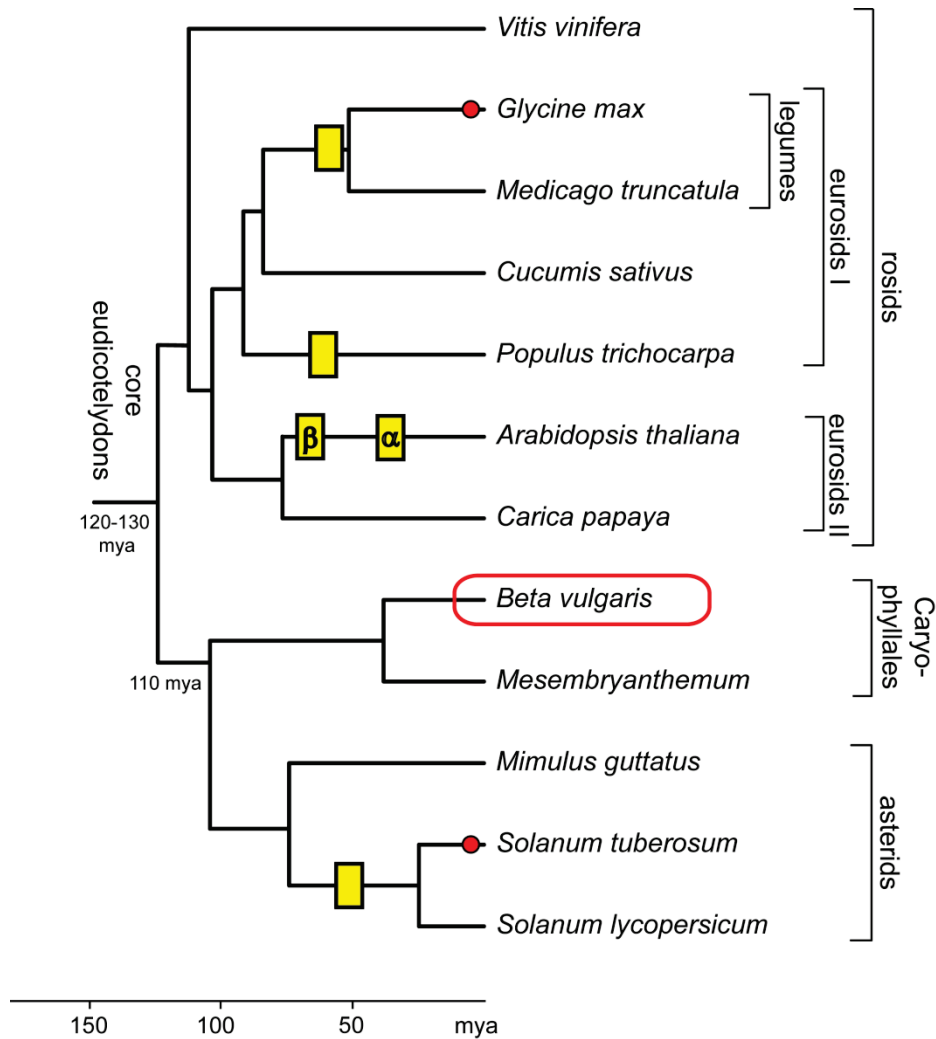 Vitis vinifera
Glycine max
Medicago truncatula
Cucumis sativus
Populus trichocarpa
β
α
Arabidopsis thaliana
Carica papaya
Beta vulgaris
Mesembryanthemum
Mimulus guttatus
Solanum tuberosum
Solanum lycopersicum
legumes
eurosids I
eurosids II
rosids
Caryo-
phyllales
asterids
core
eudicotelydons
120-130
mya
110 mya
150
100
50
mya